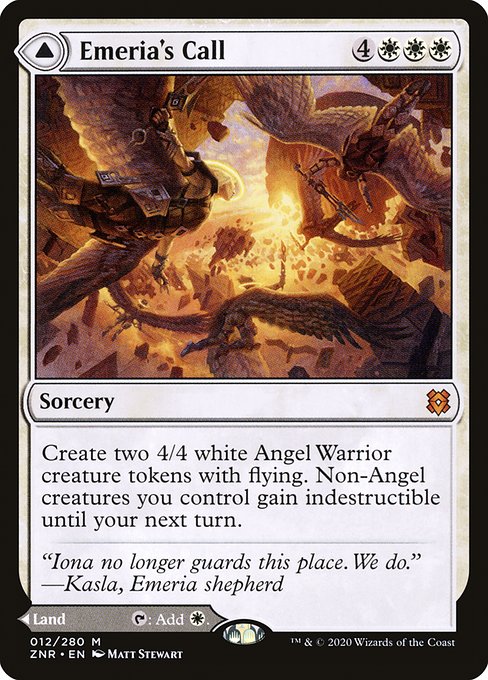 Emeria's Call 4
Sorcery
Create two 4/4 white Angel Warrior
creature tokens with flying. Non-Angel
creatures you control gain indestructible
until your next turn.
“Iona no longer guards this place. We do.”
—Kasla, Emeria shepherd
Land : Add
012/280 M
ZNR • EN Matt Stewart
™ & © 2020 Wizards of the Coast